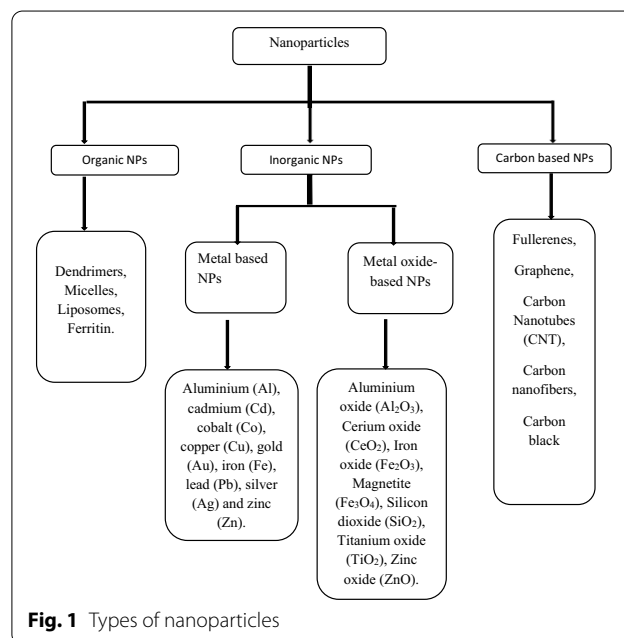 Nanoparticles
Organic NPs
Inorganic NPs
Carbon based NPs
Dendrimers,
Micelles,
Liposomes,
Ferritin.
Metal based
NPs
Metal oxide-
based NPs
Fullerenes,
Graphene,
Carbon
Nanotubes
(CNT),
Carbon
nanofibers,
Carbon
black
Aluminium (Al),
cadmium (Cd),
cobalt (Co),
copper (Cu), gold
(Au), iron (Fe),
lead (Pb), silver
(Ag) and zinc
(Zn).
Aluminium
oxide (Al₂O₃),
Cerium oxide
(CeO₂), Iron
oxide (Fe₂O₃),
Magnetite
(Fe₃O₄), Silicon
dioxide (SiO₂),
Titanium oxide
(TiO₂), Zinc
oxide (ZnO).
Fig. 1 Types of nanoparticles